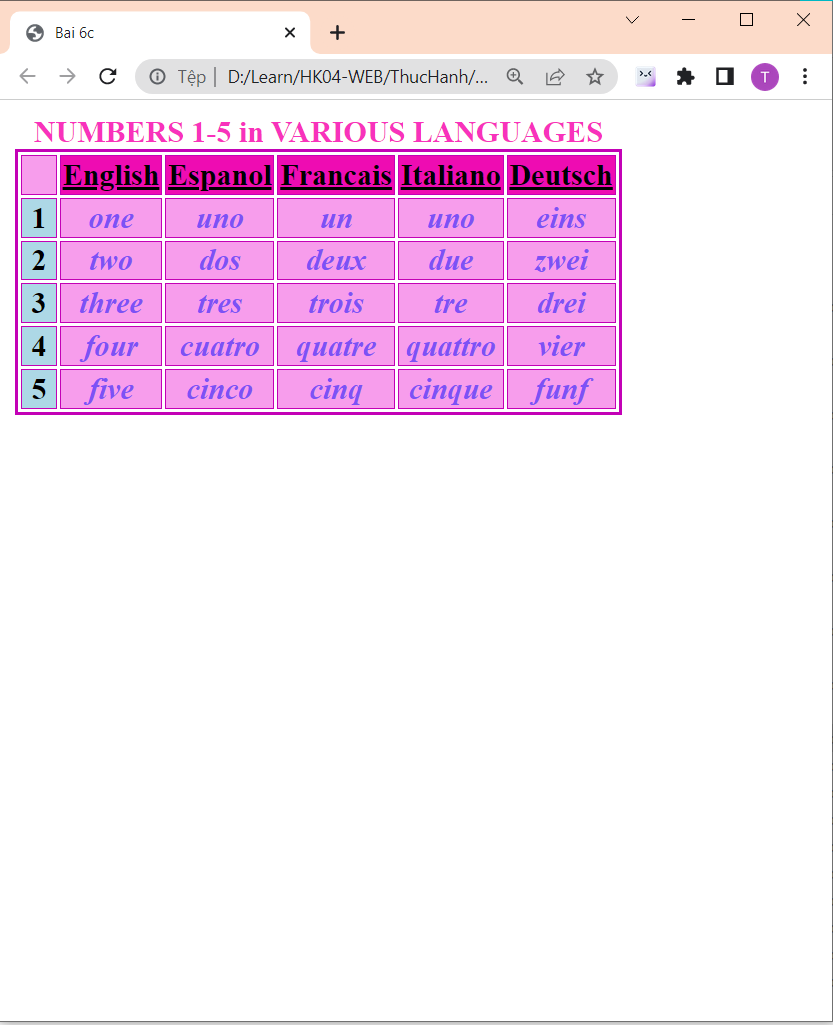 Bai 6c
Tệp | D:/Learn/HK04-WEB/ThucHanh/...
T
NUMBERS 1-5 in VARIOUS LANGUAGES
English Espanol Francais Italiano Deutsch
1 one uno un uno eins
2 two dos deux due zwei
3 three tres trois tre drei
4 four cuatro quatre quattro vier
5 five cinco cinq cinque funf